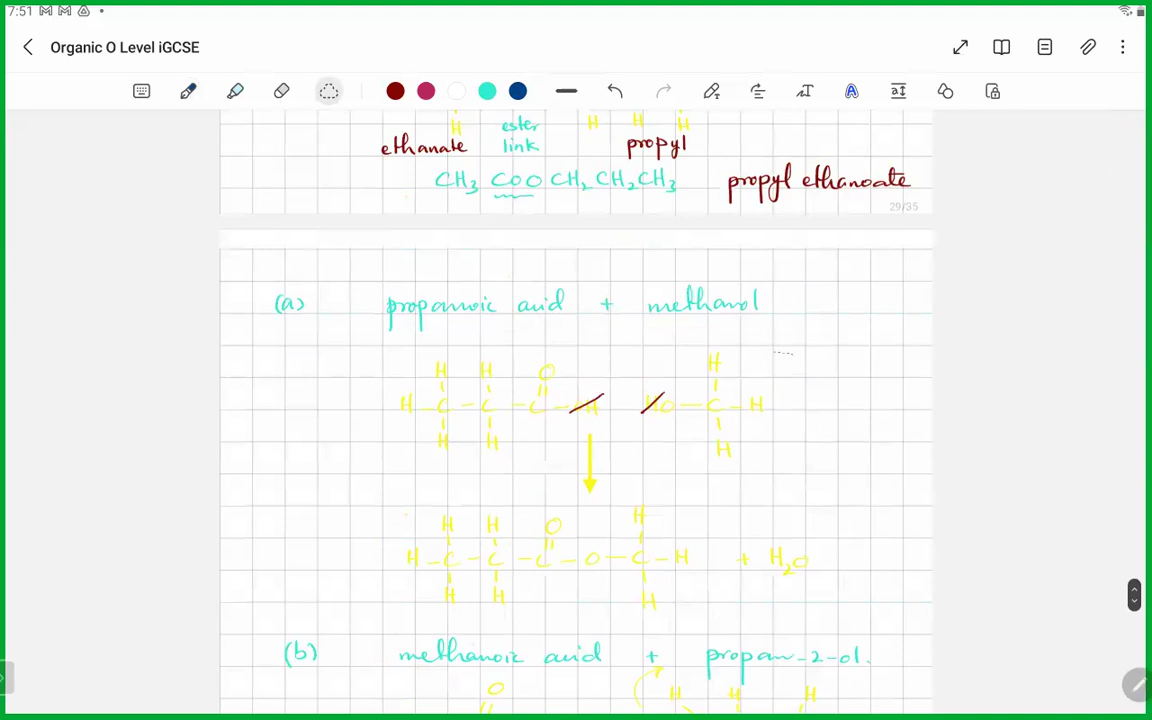 7:51
Organic O Level iGCSE
H H H H
ester
ethanate link propyl
CH3 COO CH2 CH2 CH3 propyl ethanoate
29/35
(a) propanoic acid + methanol
H H O H
H - C - C - C - OH HO - C - H
H H H
H H O H
H - C - C - C - O - C - H + H2O
H H H
(b) methanoic acid + propan-2-ol.
O
H H H